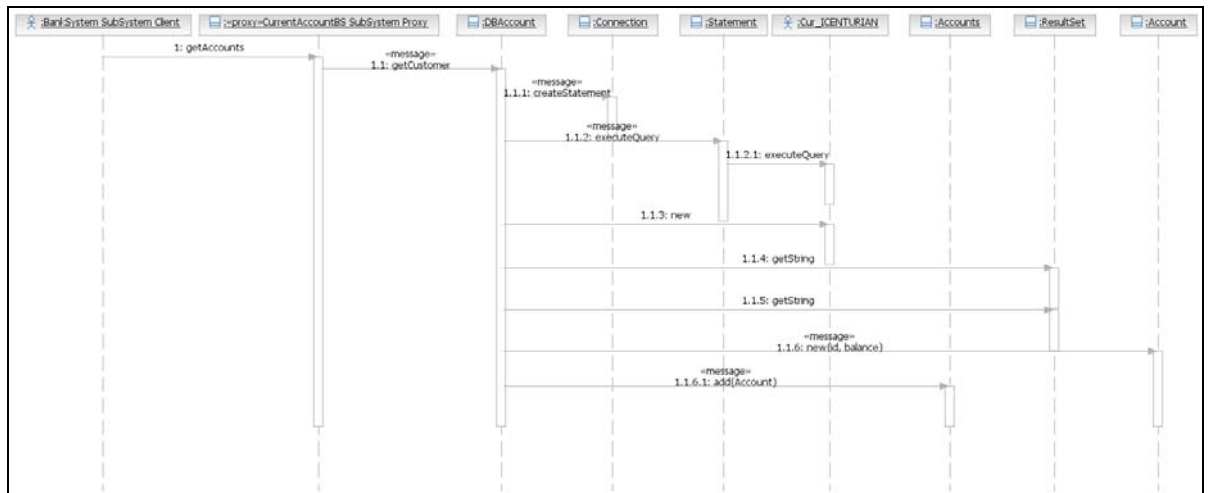 :BankSystem SubSystem Client
:«proxy»CurrentAccountBS SubSystem Proxy
:DBAccount
:Connection
:Statement
:Cur_ICENTURIAN
:Accounts
:ResultSet
:Account
1: getAccounts
«message»
1.1: getCustomer
«message»
1.1.1: createStatement
«message»
1.1.2: executeQuery
1.1.2.1: executeQuery
1.1.3: new
1.1.4: getString
1.1.5: getString
«message»
1.1.6: new(id, balance)
«message»
1.1.6.1: add(Account)